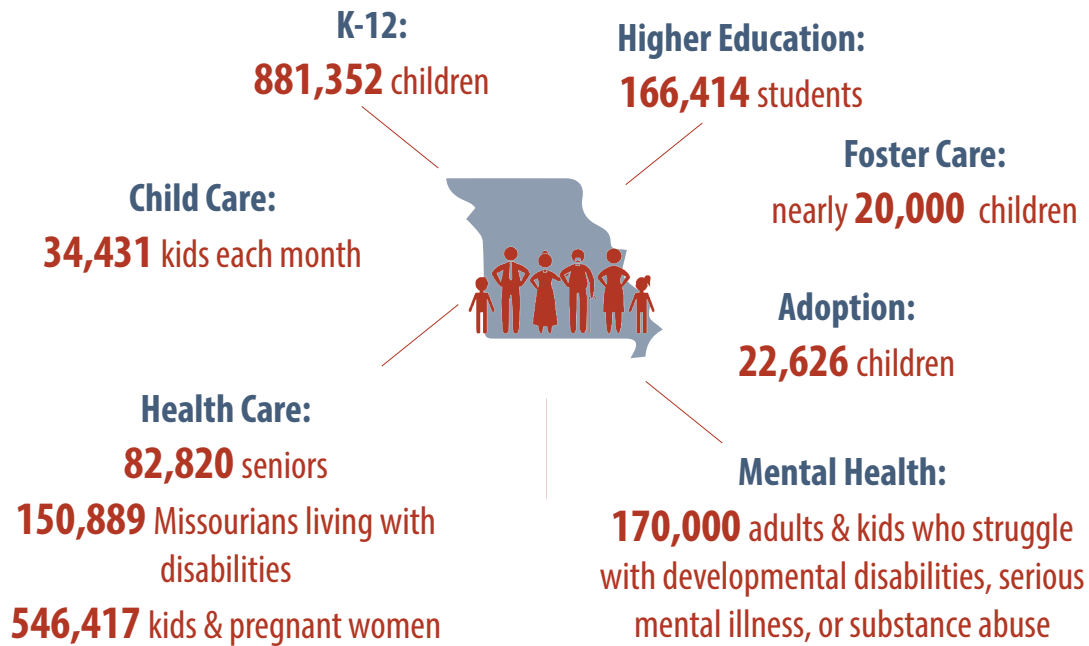 K-12:
881,352 children
Higher Education:
166,414 students
Child Care:
34,431 kids each month
Foster Care:
nearly 20,000 children
Adoption:
22,626 children
Health Care:
82,820 seniors
150,889 Missourians living with
disabilities
546,417 kids & pregnant women
Mental Health:
170,000 adults & kids who struggle
with developmental disabilities, serious
mental illness, or substance abuse